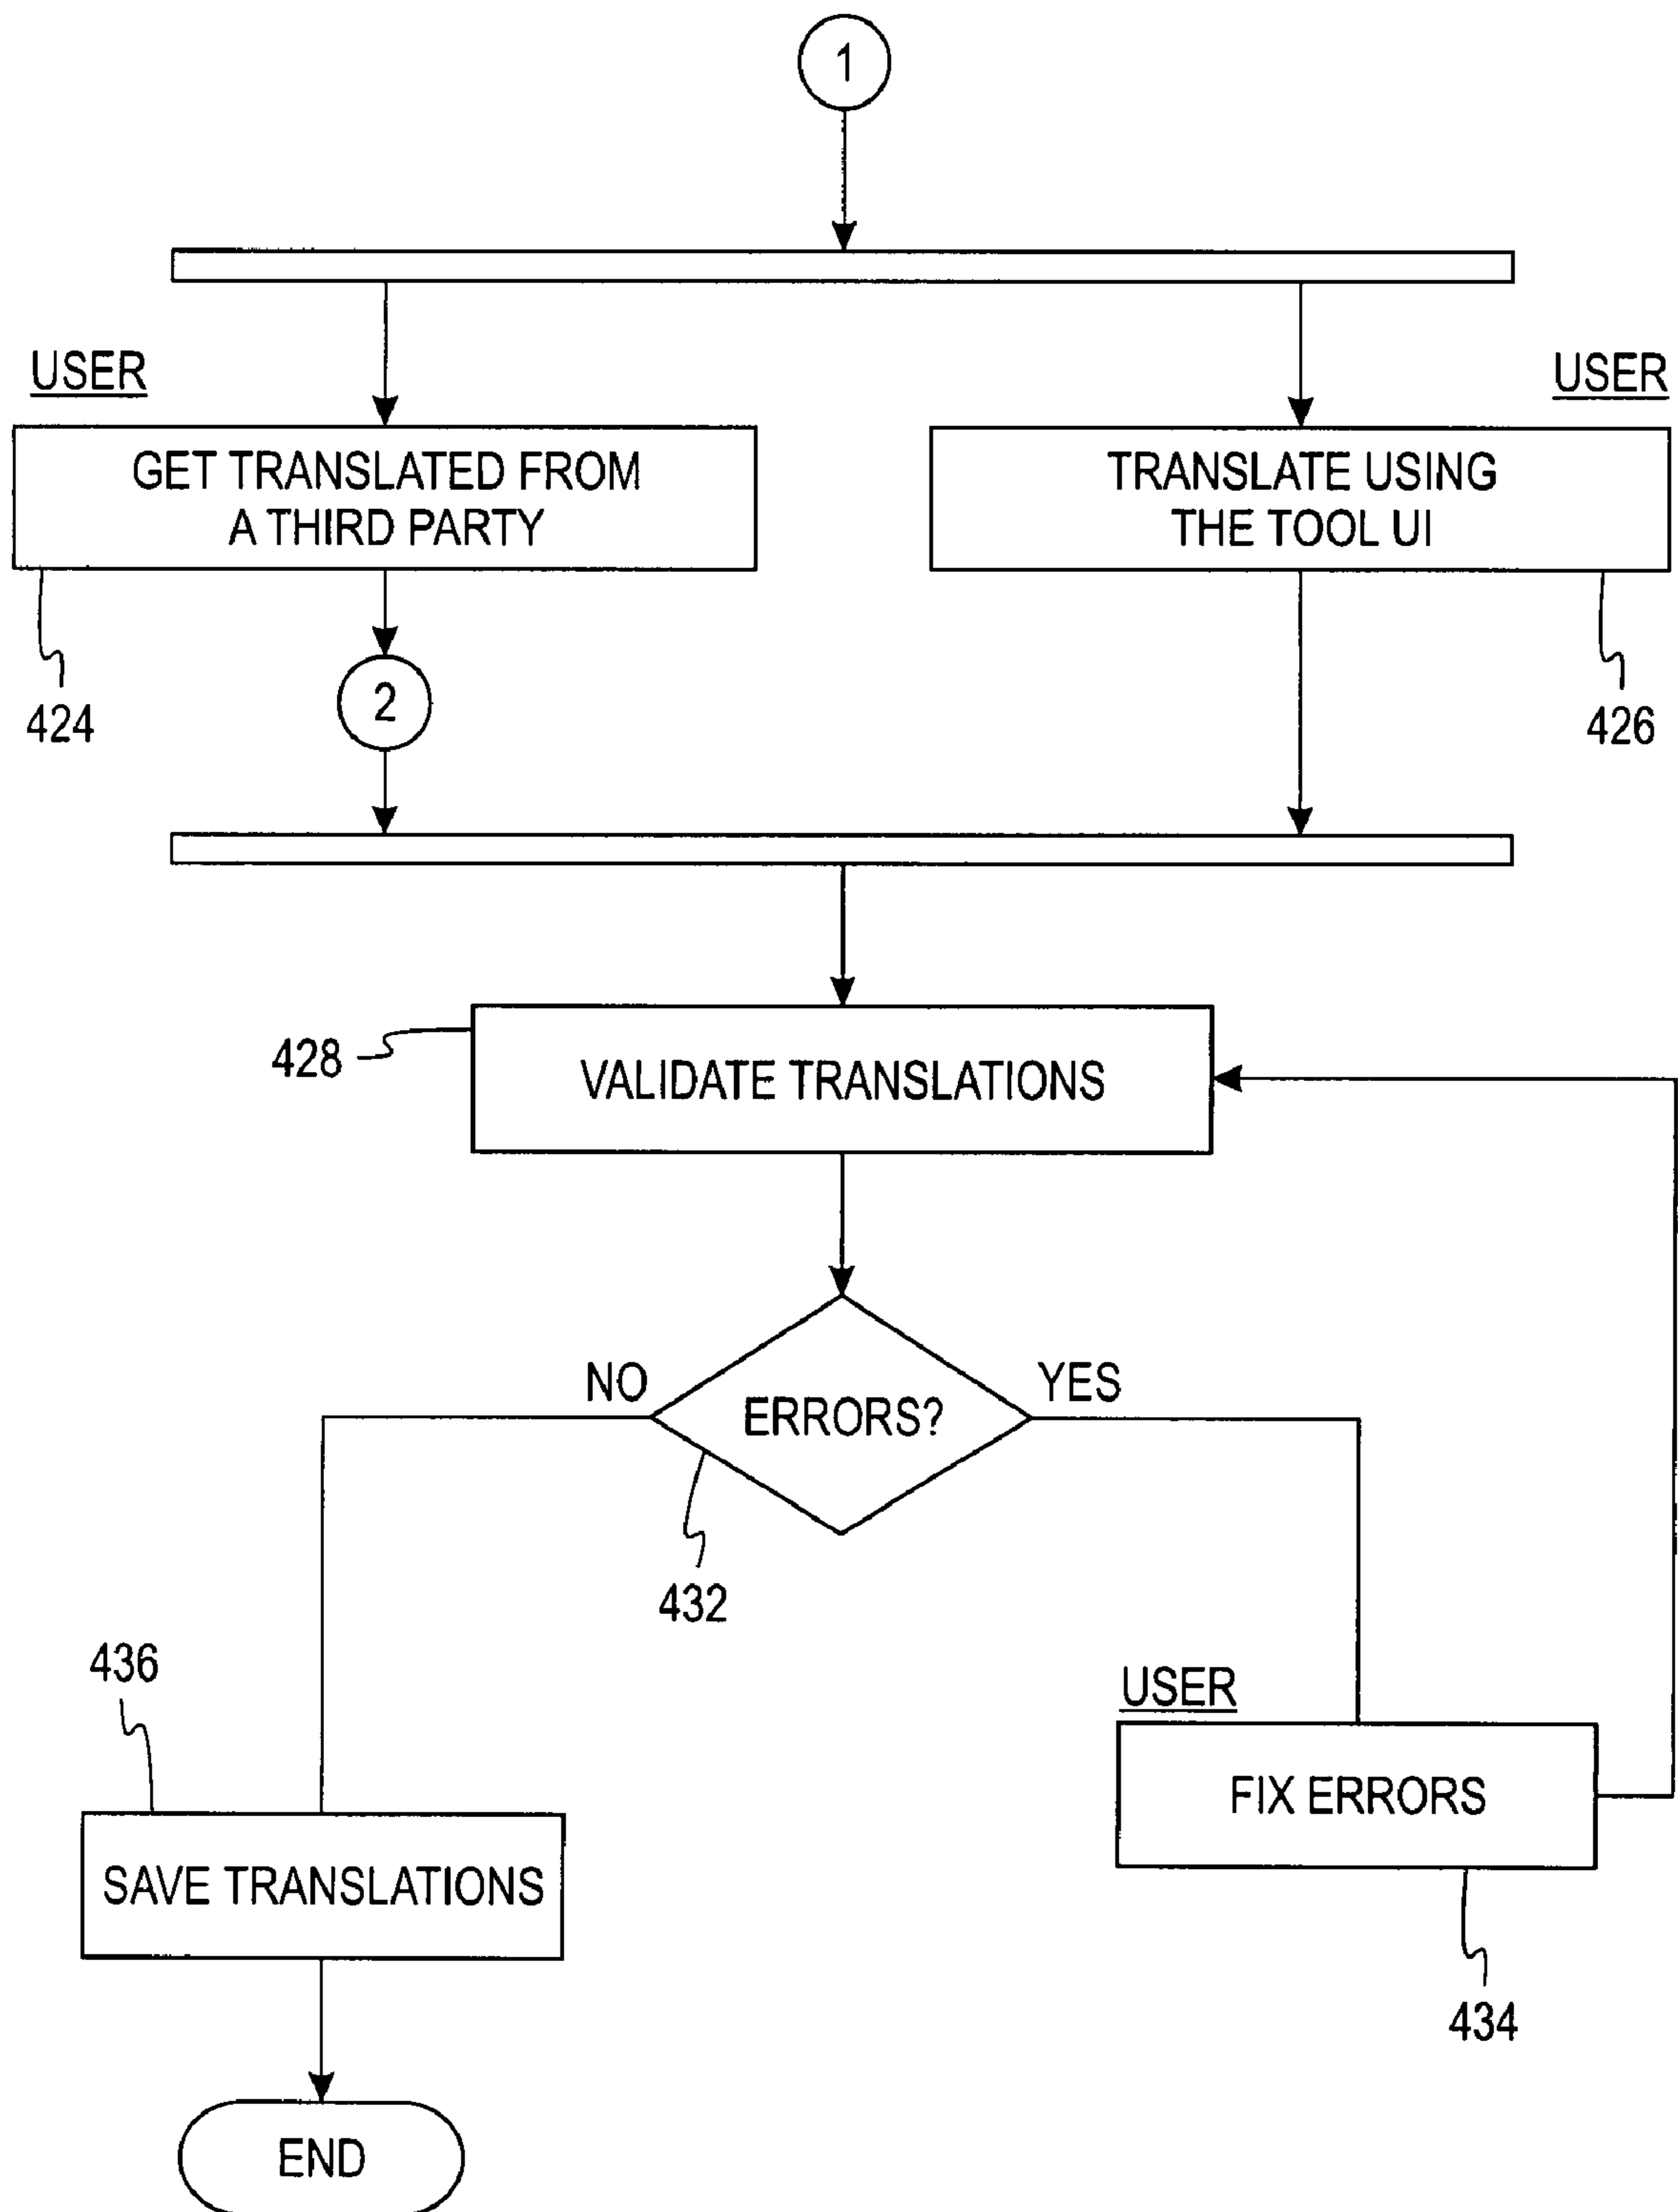 1
USER
USER
GET TRANSLATED FROM
A THIRD PARTY
TRANSLATE USING
THE TOOL UI
424
2
426
428
VALIDATE TRANSLATIONS
NO
YES
ERRORS?
432
436
USER
FIX ERRORS
SAVE TRANSLATIONS
434
END